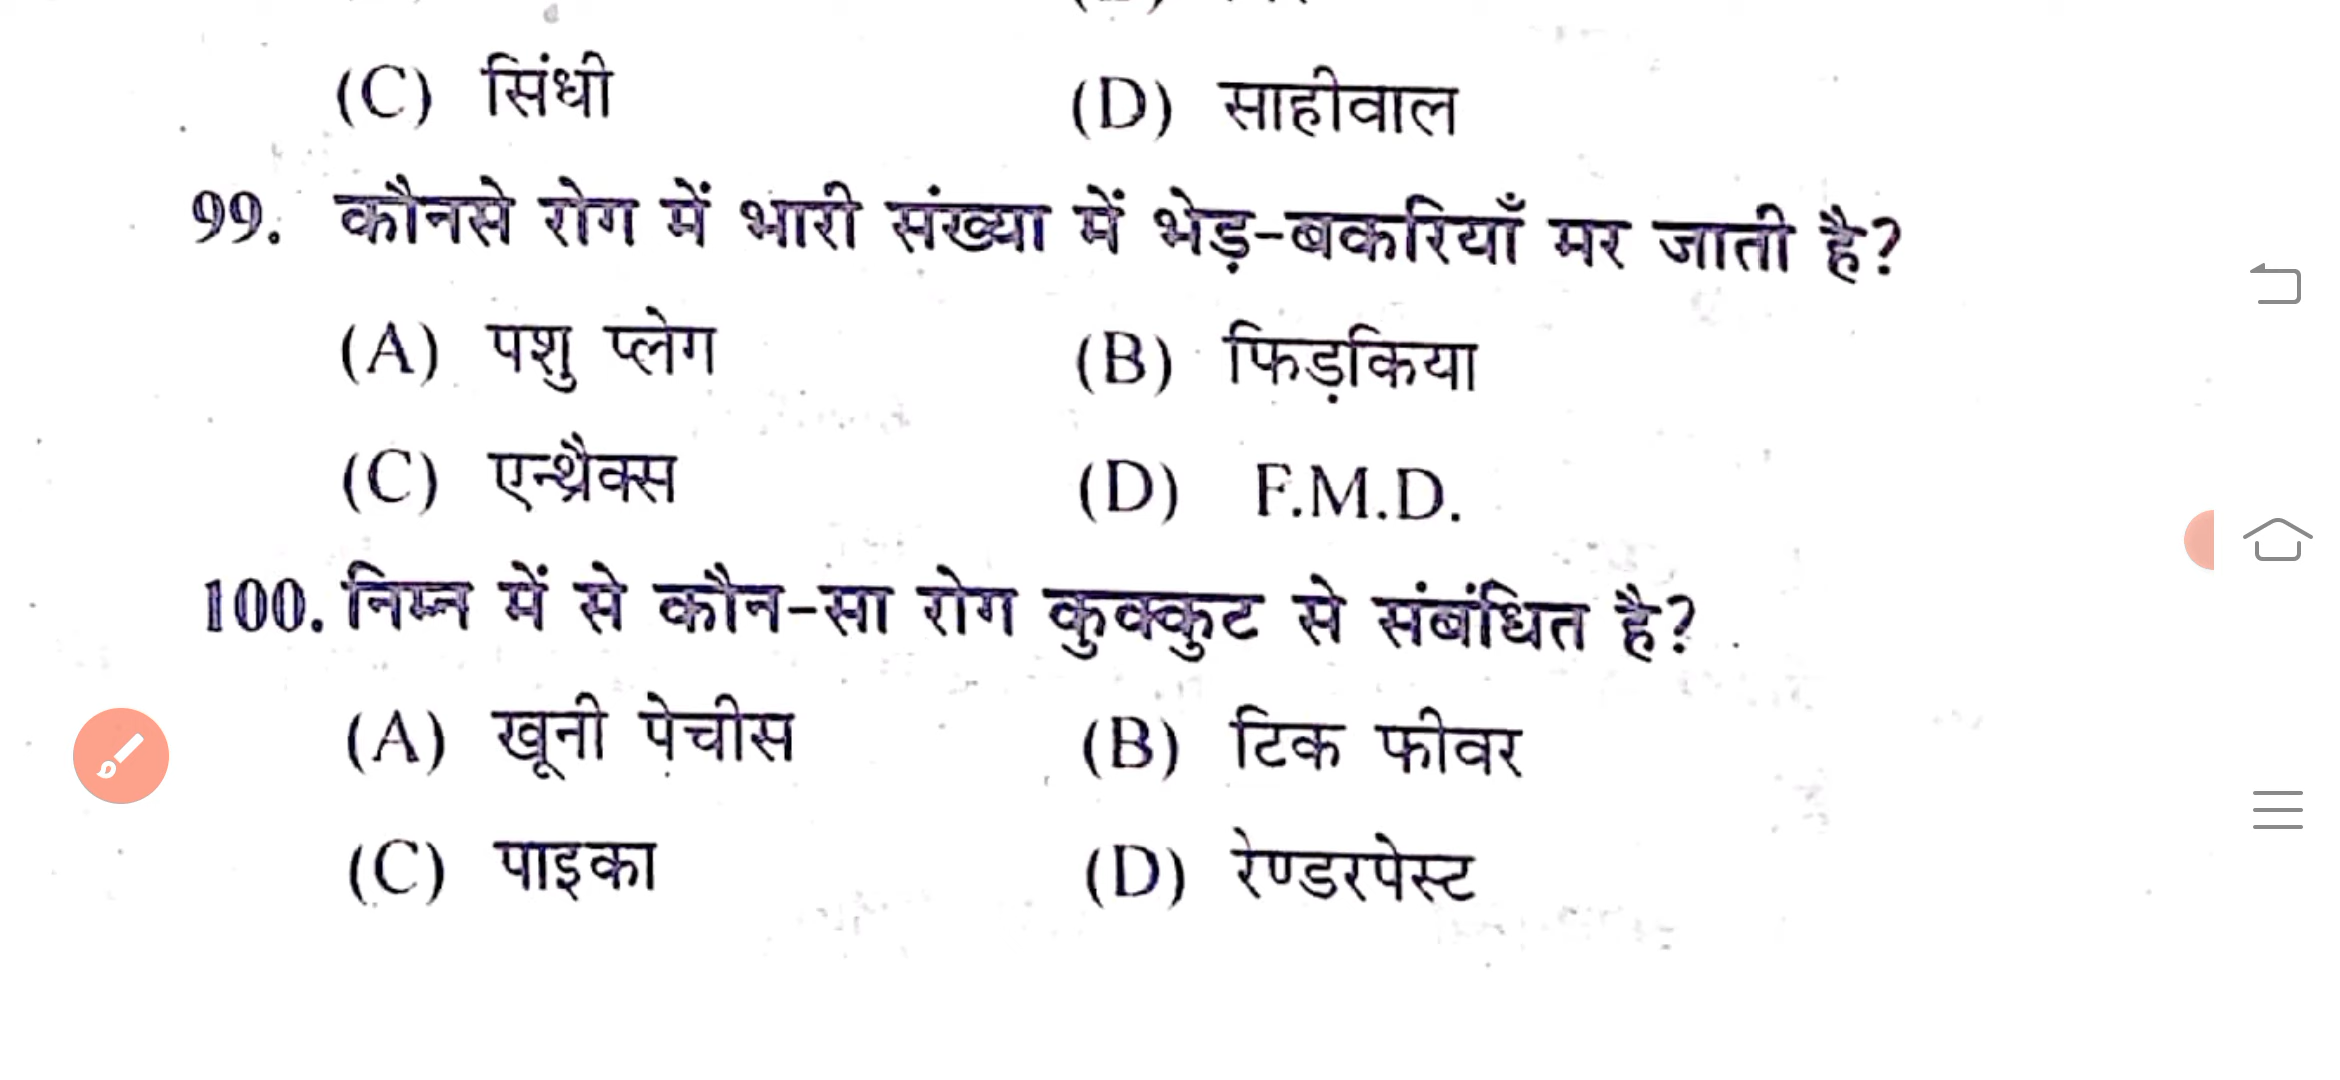 (C) सिंधी (D) साहीवाल
99. कौनसे रोग में भारी संख्या में भेड़-बकरियाँ मर जाती है?
(A) पशु प्लेग (B) फिड़किया
(C) एन्थ्रैक्स (D) F.M.D.
100. निम्न में से कौन-सा रोग कुक्कुट से संबंधित है?
(A) खूनी पेचीस (B) टिक फीवर
(C) पाइका (D) रेण्डरपेस्ट